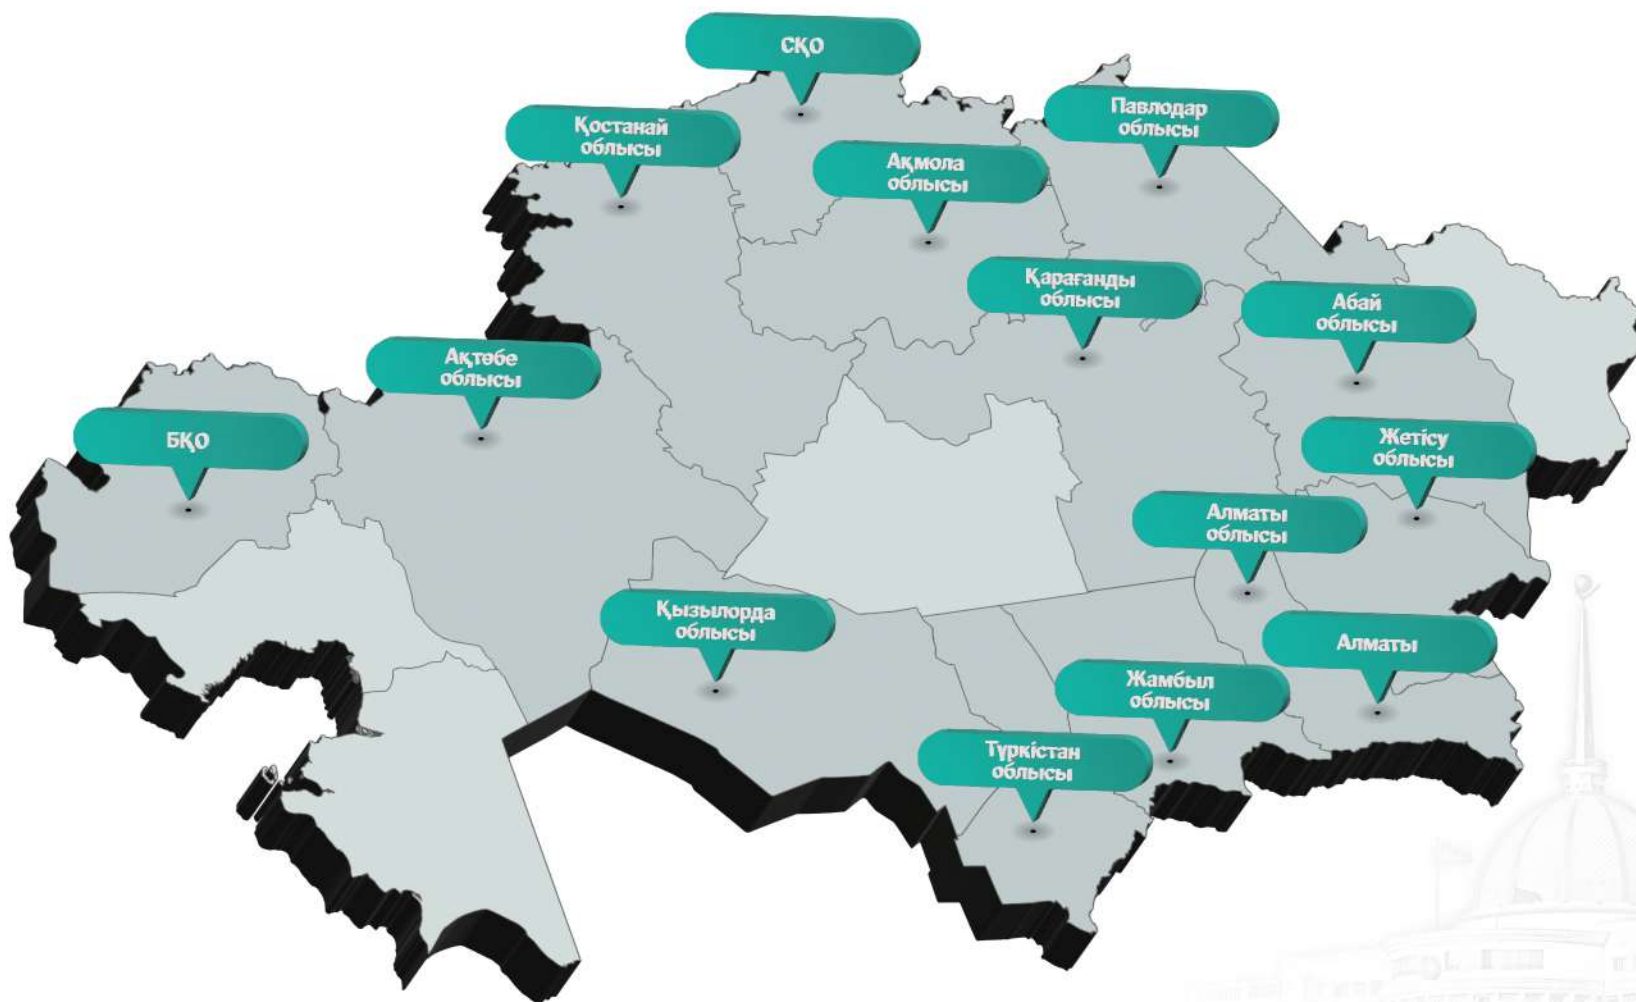 СҚО
Қостанай
облысы
Павлодар
облысы
Ақмола
облысы
Қарағанды
облысы
Абай
облысы
Ақтөбе
облысы
БҚО
Жетісу
облысы
Алматы
облысы
Қызылорда
облысы
Алматы
Жамбыл
облысы
Түркістан
облысы